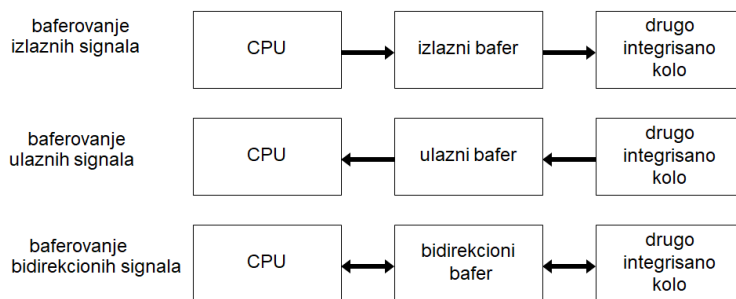 baferovanje
izlaznih signala
CPU
izlazni bafer
drugo
integrisano
kolo
baferovanje
ulaznih signala
CPU
ulazni bafer
drugo
integrisano
kolo
baferovanje
bidirekcionih signala
CPU
bidirekcioni
bafer
drugo
integrisano
kolo